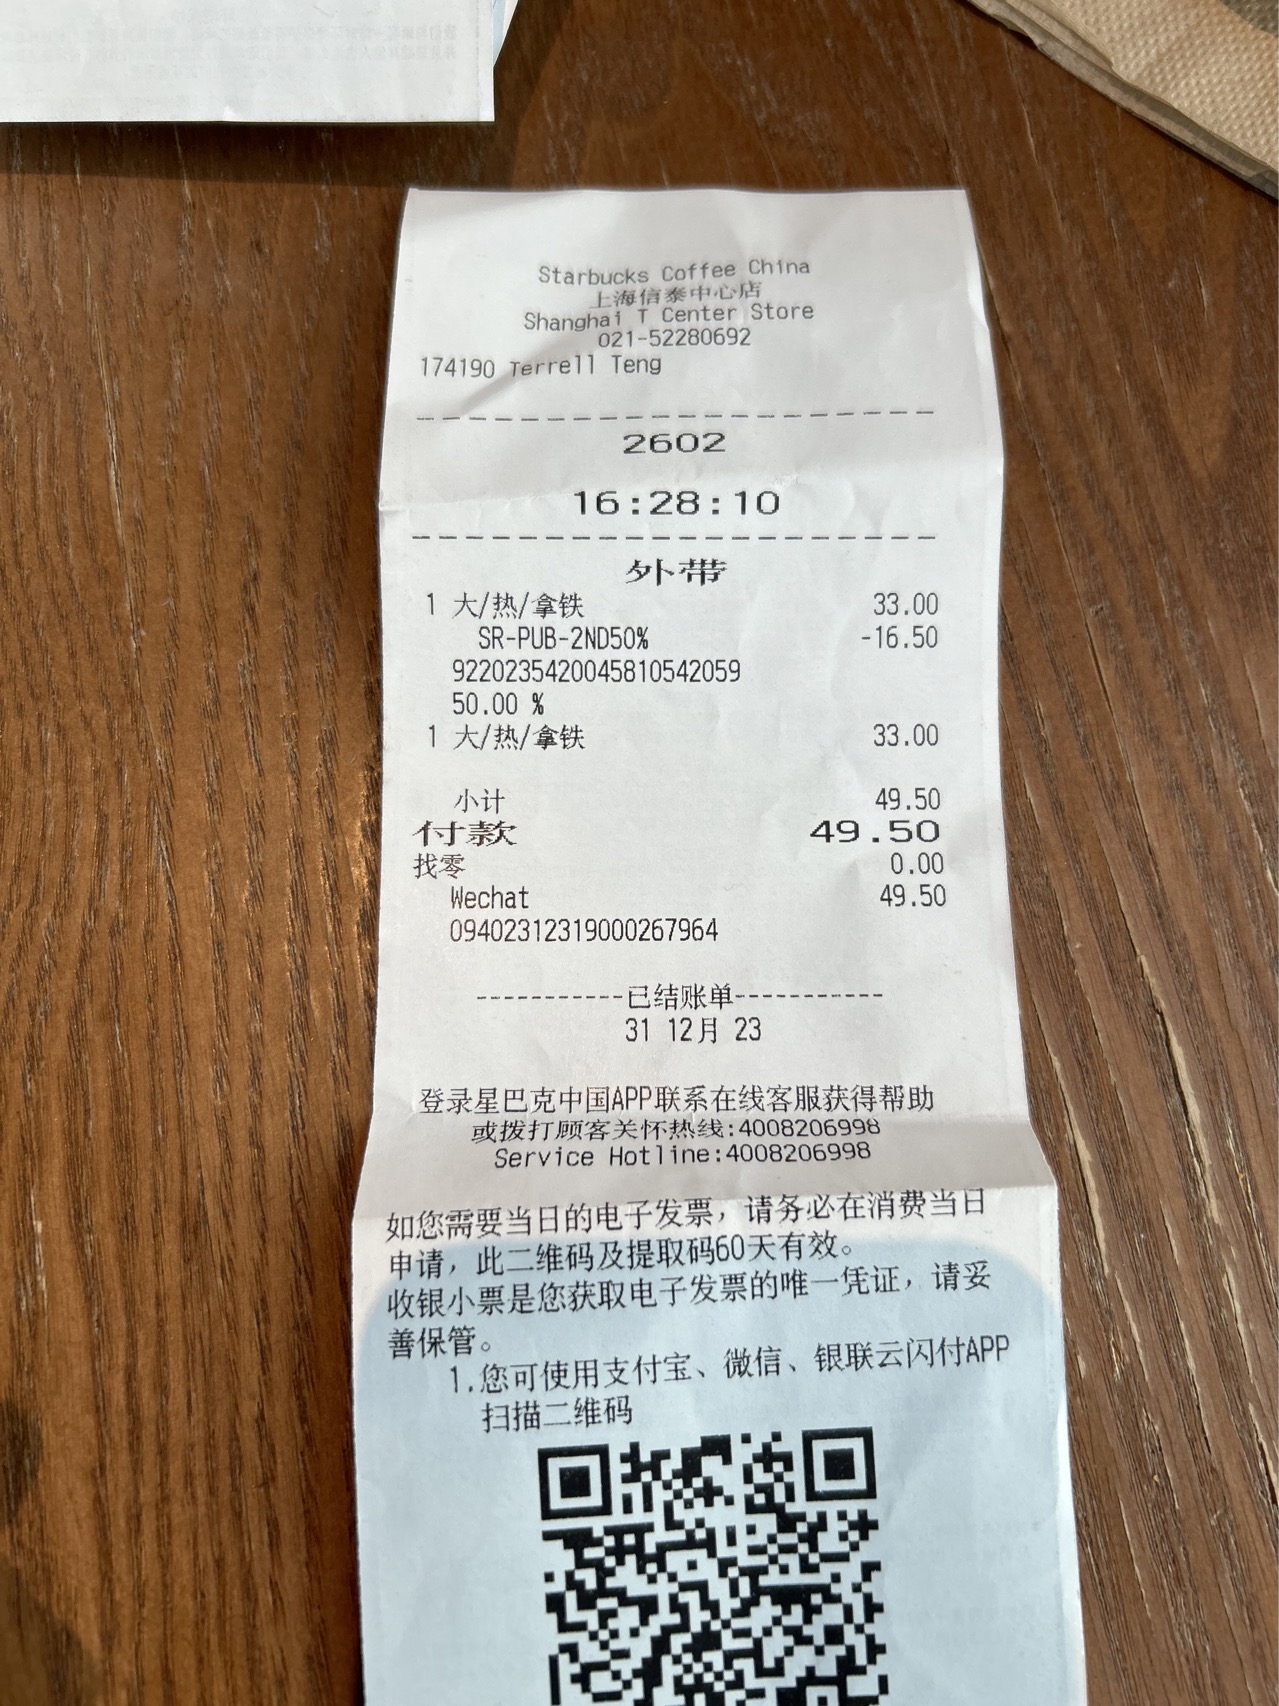 Starbucks Coffee China
上海信泰中心店
Shanghai T Center Store
021-52280692
174190 Terrell Teng
2602
16:28:10
外带
1 大/热/拿铁 33.00
SR-PUB-2ND50% -16.50
9220235420045810542059
50.00 %
1 大/热/拿铁 33.00
小计 49.50
付款 49.50
找零 0.00
Wechat 49.50
09402312319000267964
-----------已结账单-----------
31 12月 23
登录星巴克中国APP联系在线客服获得帮助
或拨打顾客关怀热线:4008206998
Service Hotline:4008206998
如您需要当日的电子发票，请务必在消费当日
申请，此二维码及提取码60天有效。
收银小票是您获取电子发票的唯一凭证，请妥
善保管。
1.您可使用支付宝、微信、银联云闪付APP
扫描二维码